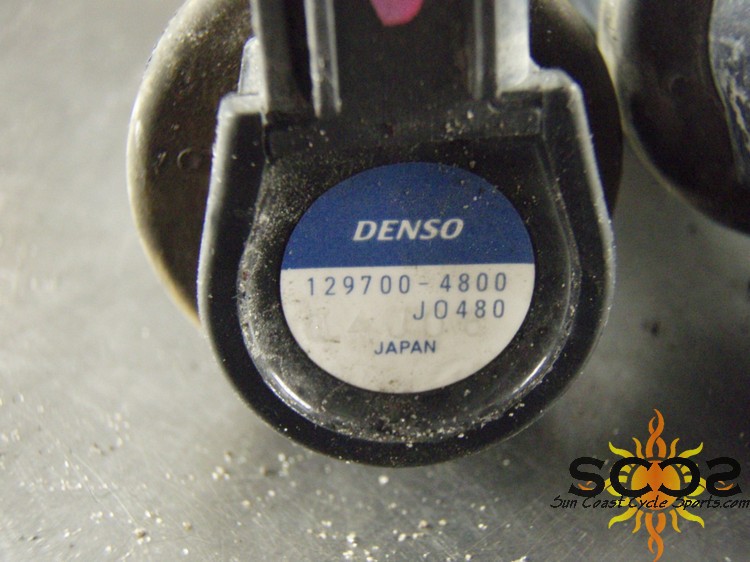 DENSO
129700-4800
J0480
JAPAN
SCCS
Sun Coast Cycle Sports.com